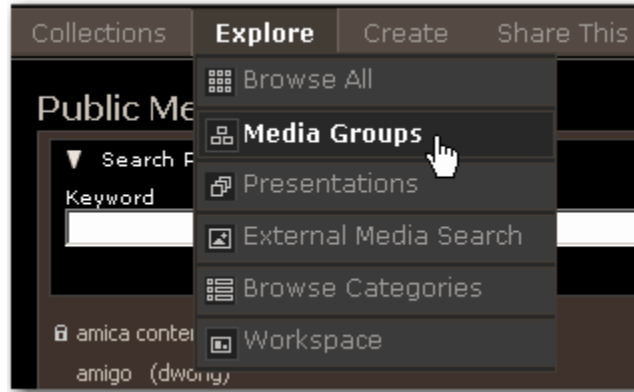 Collections Explore Create Share This
Browse All
Public Me
Media Groups
Search
Presentations
Keyword
External Media Search
Browse Categories
amica conte
Workspace
amigo (dwong)